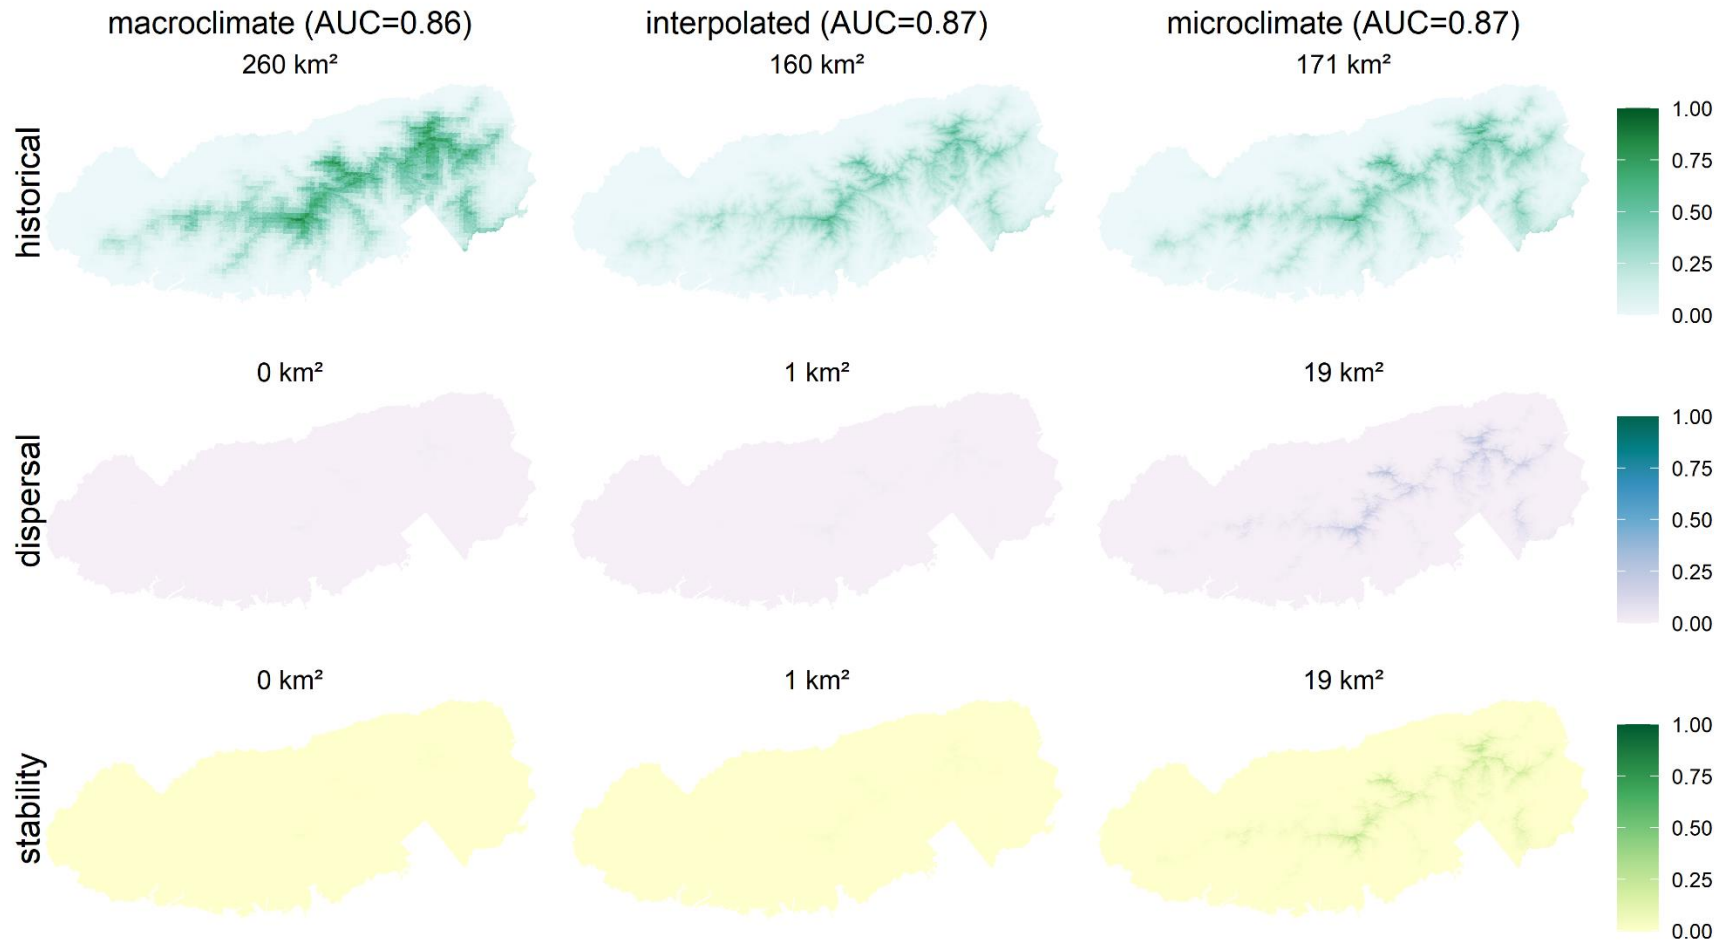 macroclimate (AUC=0.86) interpolated (AUC=0.87) microclimate (AUC=0.87)
260 km² 160 km² 171 km²
historical
1.00
0.75
0.50
0.25
0.00
0 km² 1 km² 19 km²
dispersal
1.00
0.75
0.50
0.25
0.00
0 km² 1 km² 19 km²
stability
1.00
0.75
0.50
0.25
0.00